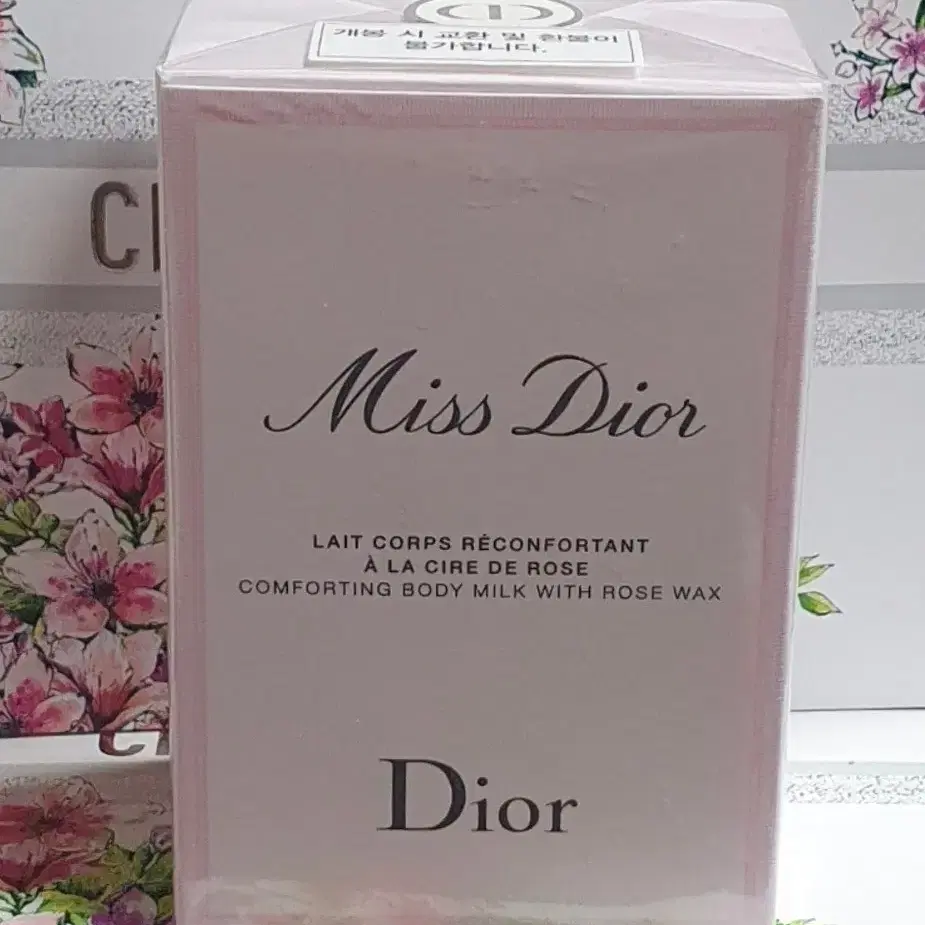 개봉 시 교환 및 환불이
불가합니다.
Miss Dior
LAIT CORPS RÉCONFORTANT
À LA CIRE DE ROSE
COMFORTING BODY MILK WITH ROSE WAX
Dior